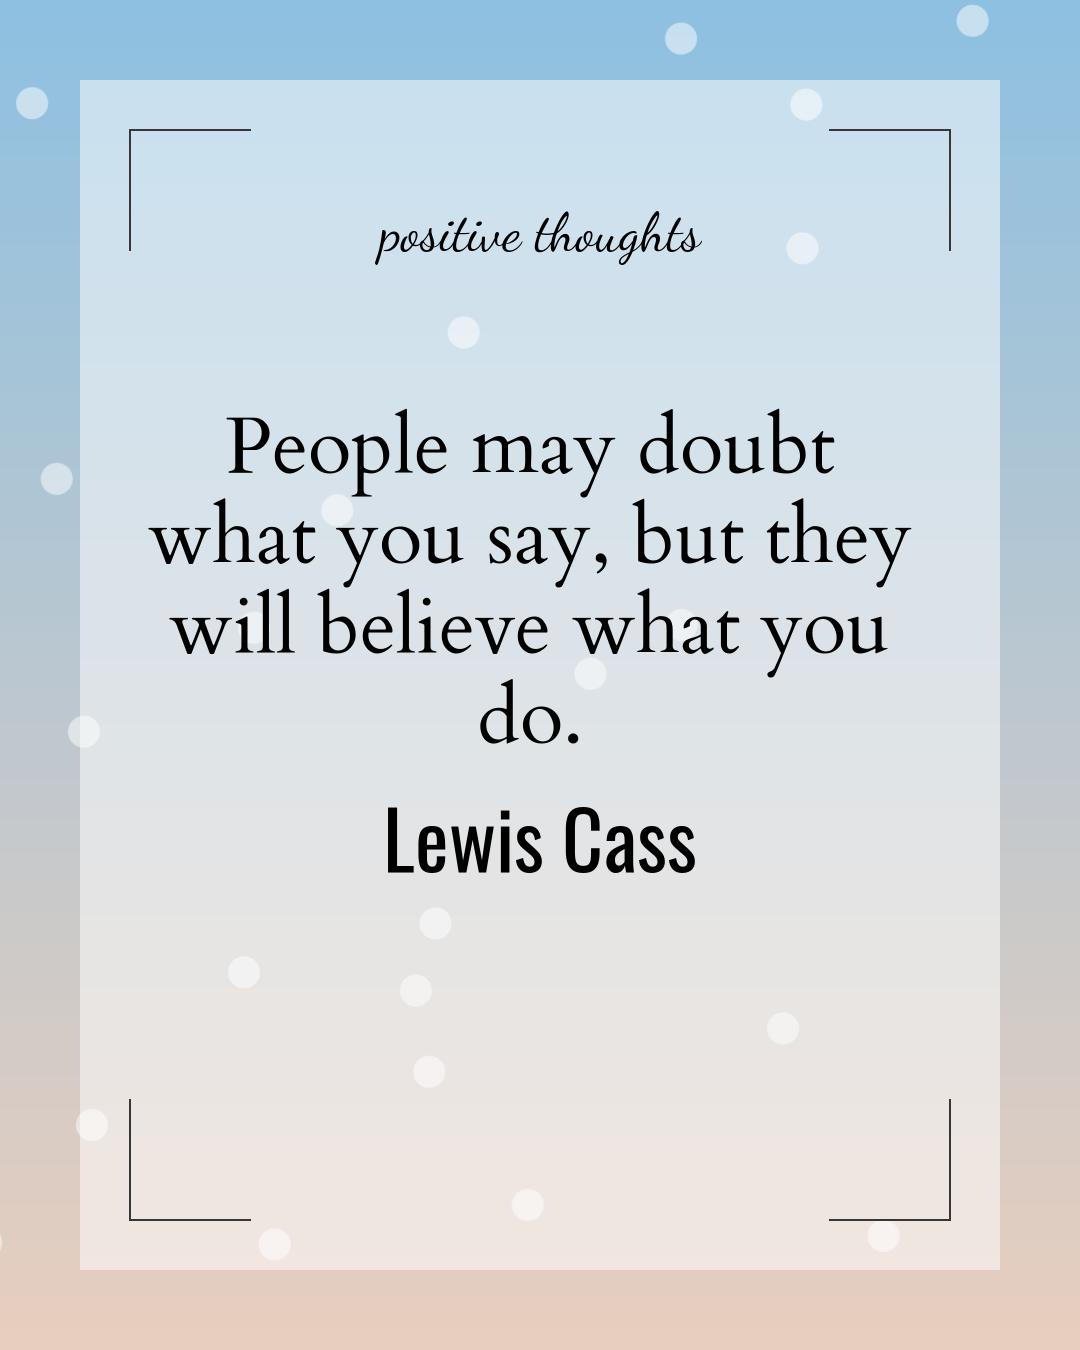 positive thoughts
People may doubt
what you say, but they
will believe what you
do.
Lewis Cass